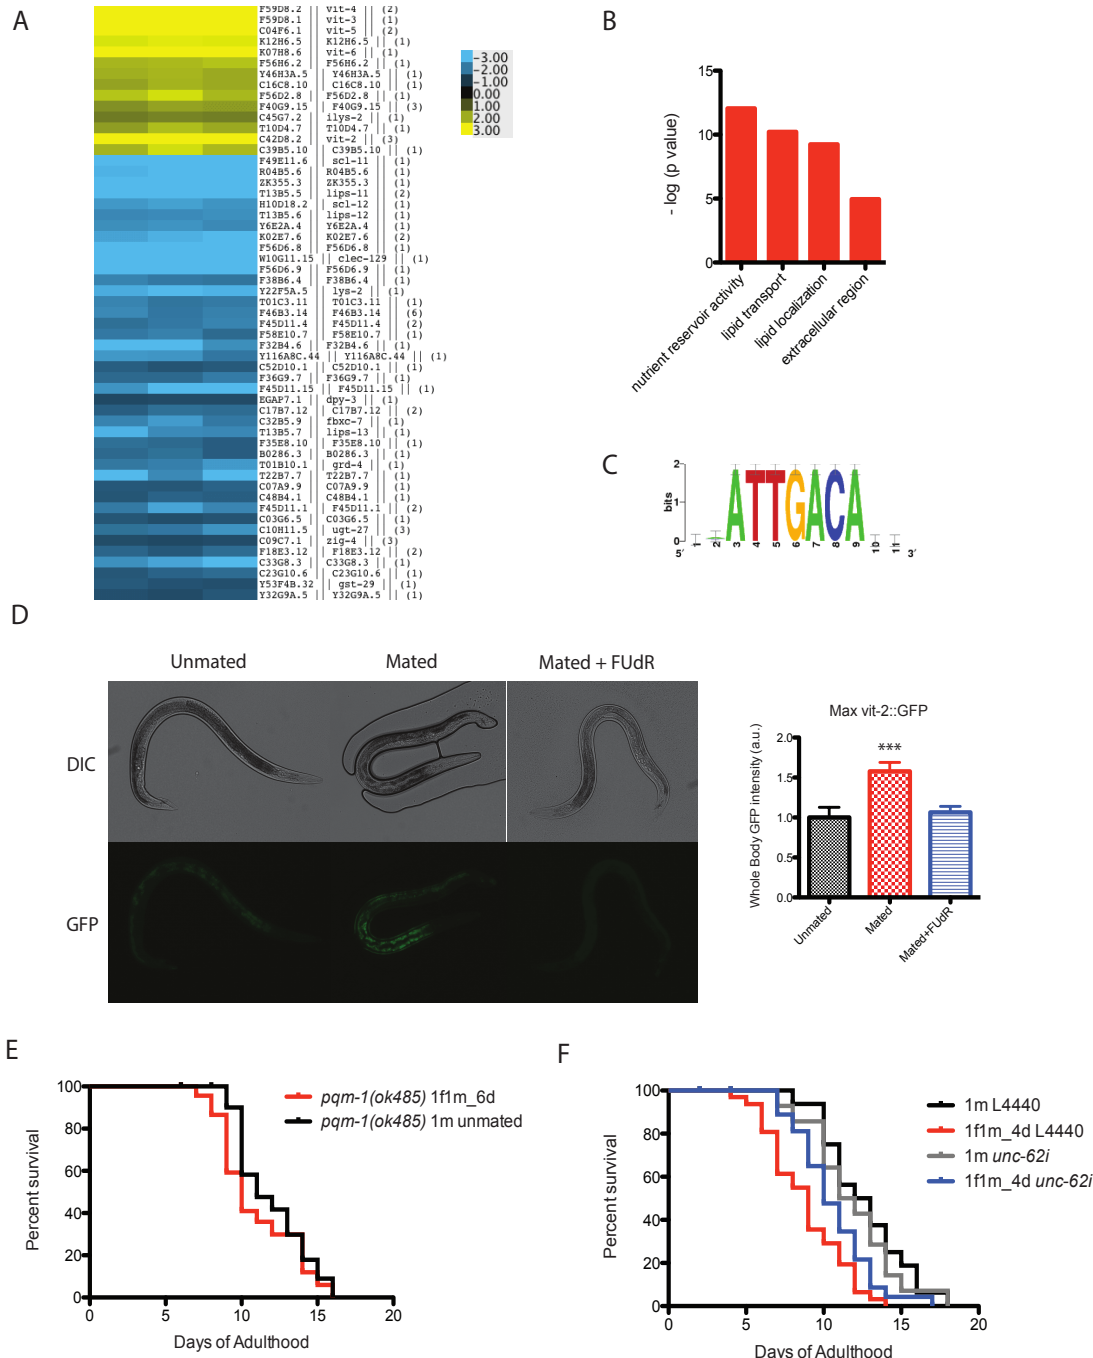 A
F59D8.2 || vit-4 || (2)
F59D8.1 || vit-3 || (1)
C04F6.1 || vit-5 || (2)
K12H6.5 || K12H6.5 || (1)
K07H8.6 || vit-6 || (1)
F56H6.2 || F56H6.2 || (1)
Y46H3A.5 || Y46H3A.5 || (1)
C16C8.10 || C16C8.10 || (1)
F56D2.8 || F56D2.8 || (1)
F40G9.15 || F40G9.15 || (3)
C45G7.2 || ilys-2 || (1)
T10D4.7 || T10D4.7 || (1)
C42D8.2 || vit-2 || (3)
C39B5.10 || C39B5.10 || (1)
F49E11.6 || scl-11 || (1)
R04B5.6 || R04B5.6 || (1)
ZK355.3 || ZK355.3 || (1)
T13B5.5 || lips-11 || (2)
H10D18.2 || scl-12 || (1)
T13B5.6 || lips-12 || (1)
Y6E2A.4 || Y6E2A.4 || (1)
K02E7.6 || K02E7.6 || (2)
F56D6.8 || F56D6.8 || (1)
W10G11.15 || clec-129 || (1)
F56D6.9 || F56D6.9 || (1)
F38B6.4 || F38B6.4 || (1)
Y22F5A.5 || lys-2 || (1)
T01C3.11 || T01C3.11 || (1)
F46B3.14 || F46B3.14 || (6)
F45D11.4 || F45D11.4 || (2)
F58E10.7 || F58E10.7 || (1)
F32B4.6 || F32B4.6 || (1)
Y116A8C.44 || Y116A8C.44 || (1)
C52D10.1 || C52D10.1 || (1)
F36G9.7 || F36G9.7 || (1)
F45D11.15 || F45D11.15 || (1)
EGAP7.1 || dpy-3 || (1)
C17B7.12 || C17B7.12 || (2)
C32B5.9 || fbxc-7 || (1)
T13B5.7 || lips-13 || (1)
F35E8.10 || F35E8.10 || (1)
B0286.3 || B0286.3 || (1)
T01B10.1 || grd-4 || (1)
T22B7.7 || T22B7.7 || (1)
C07A9.9 || C07A9.9 || (1)
C48B4.1 || C48B4.1 || (1)
F45D11.1 || F45D11.1 || (2)
C03G6.5 || C03G6.5 || (1)
C10H11.5 || ugt-27 || (3)
C09C7.1 || zig-4 || (3)
F18E3.12 || F18E3.12 || (2)
C33G8.3 || C33G8.3 || (1)
C23G10.6 || C23G10.6 || (1)
Y53F4B.32 || gst-29 || (1)
Y32G9A.5 || Y32G9A.5 || (1)
-3.00
-2.00
-1.00
0.00
1.00
2.00
3.00
B
15
10
5
0
- log (p value)
nutrient reservoir activity
lipid transport
lipid localization
extracellular region
C
2
1
0
bits
ATTGACA
5′ 1 2 3 4 5 6 7 8 9 10 11 3′
D
Unmated Mated Mated + FUdR
DIC
GFP
Max vit-2::GFP
Whole Body GFP intensity (a.u.)
2.0
1.5
1.0
0.5
0.0
***
Unmated
Mated
Mated+FUdR
E
100
80
60
40
20
0
Percent survival
pqm-1(ok485) 1f1m_6d
pqm-1(ok485) 1m unmated
0 5 10 15 20
Days of Adulthood
F
100
80
60
40
20
0
Percent survival
1m L4440
1f1m_4d L4440
1m unc-62i
1f1m_4d unc-62i
0 5 10 15 20
Days of Adulthood